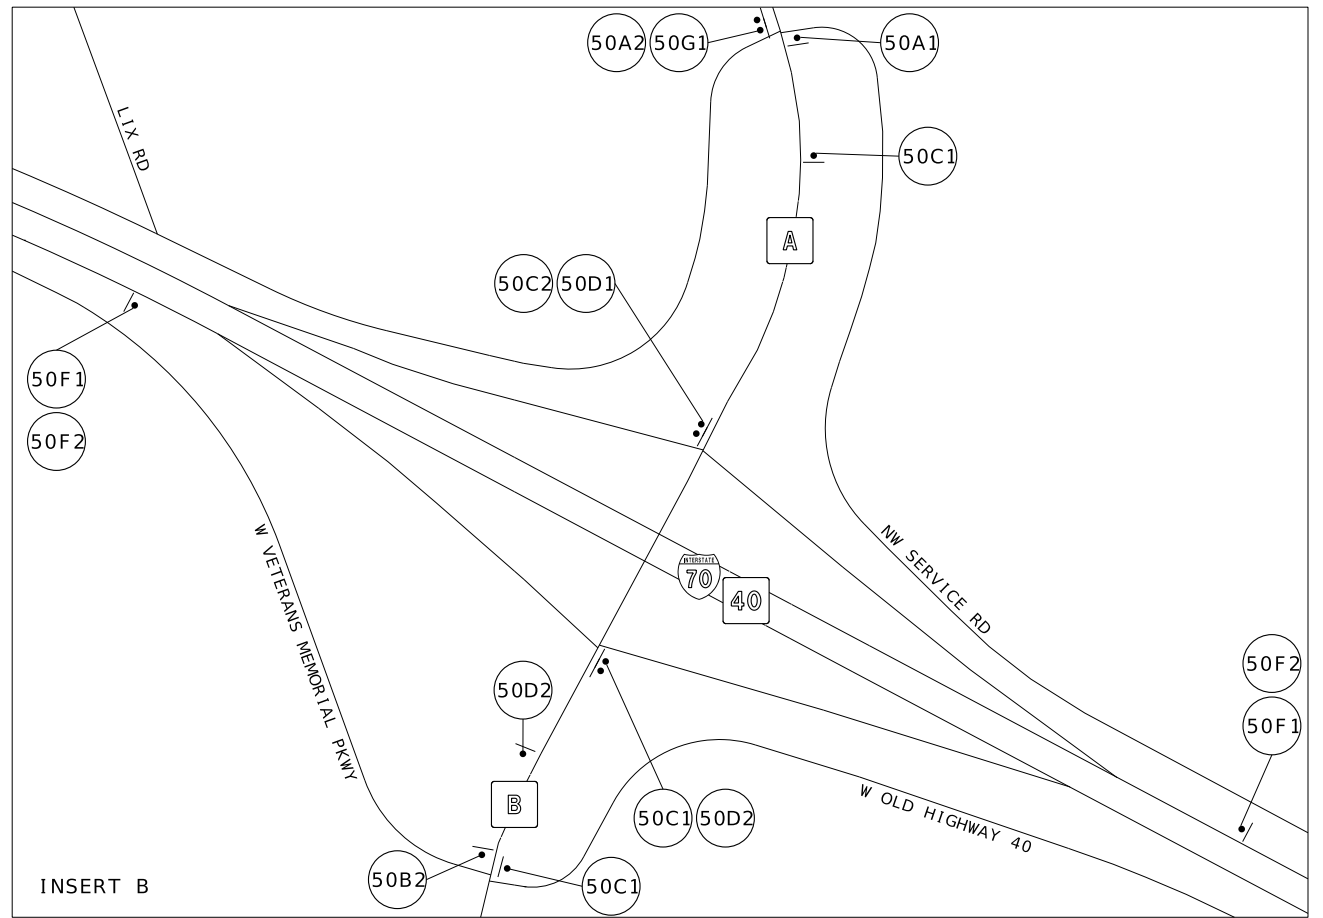 50A2 50G1 50A1
LIX RD
50C1
A
50C2 50D1
50F1
50F2
W VETERANS MEMORIAL PKWY
NW SERVICE RD
INTERSTATE
70
40
50F2
50D2
50F1
B
50C1 50D2
W OLD HIGHWAY 40
50B2
50C1
INSERT B